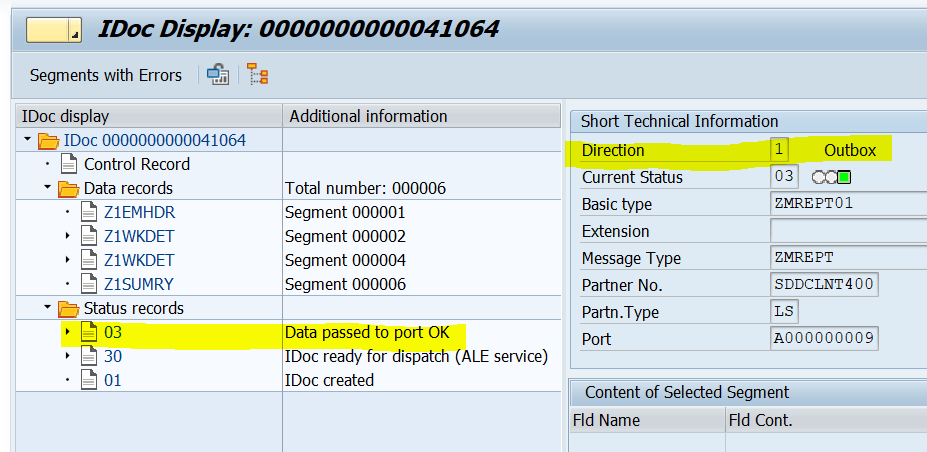 IDoc Display: 0000000000041064
Segments with Errors
IDoc display Additional information
IDoc 0000000000041064
Control Record
Data records Total number: 000006
Z1EMHDR Segment 000001
Z1WKDET Segment 000002
Z1WKDET Segment 000004
Z1SUMRY Segment 000006
Status records
03 Data passed to port OK
30 IDoc ready for dispatch (ALE service)
01 IDoc created
Short Technical Information
Direction 1 Outbox
Current Status 03
Basic type ZMREPT01
Extension
Message Type ZMREPT
Partner No. SDDCLNT400
Partn.Type LS
Port A000000009
Content of Selected Segment
Fld Name Fld Cont.